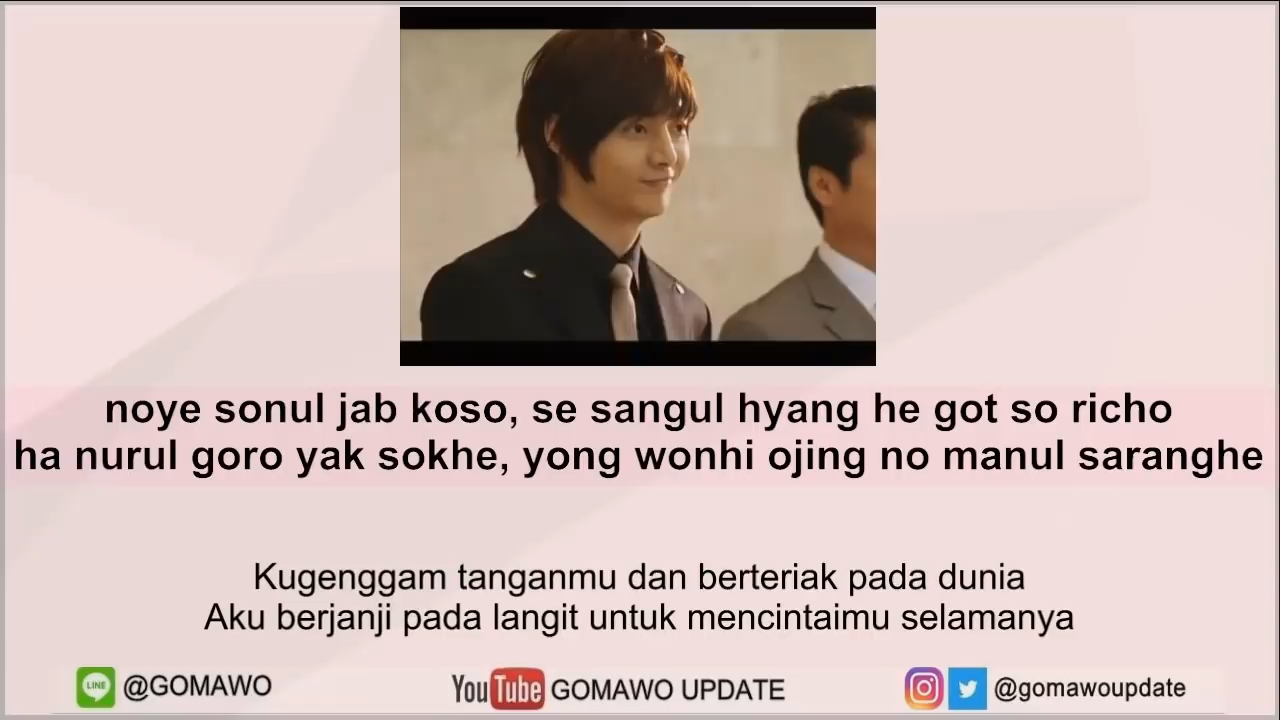 noye sonul jab koso, se sangul hyang he got so richo
ha nurul goro yak sokhe, yong wonhi ojing no manul saranghe
Kugenggam tanganmu dan berteriak pada dunia
Aku berjanji pada langit untuk mencintaimu selamanya
LINE @GOMAWO
YouTube GOMAWO UPDATE
@gomawoupdate